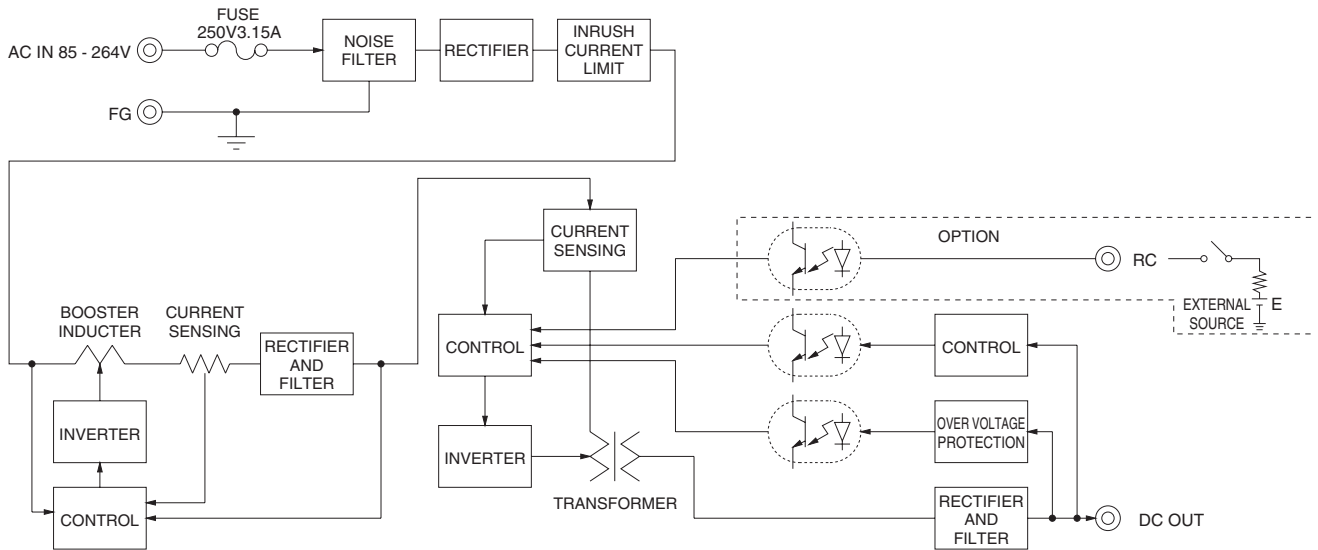 FUSE
250V3.15A
AC IN 85 - 264V
NOISE
FILTER
RECTIFIER
INRUSH
CURRENT
LIMIT
FG
CURRENT
SENSING
OPTION
RC
EXTERNAL
SOURCE
E
BOOSTER
INDUCTER
CURRENT
SENSING
RECTIFIER
AND
FILTER
CONTROL
CONTROL
INVERTER
INVERTER
OVER VOLTAGE
PROTECTION
TRANSFORMER
CONTROL
RECTIFIER
AND
FILTER
DC OUT